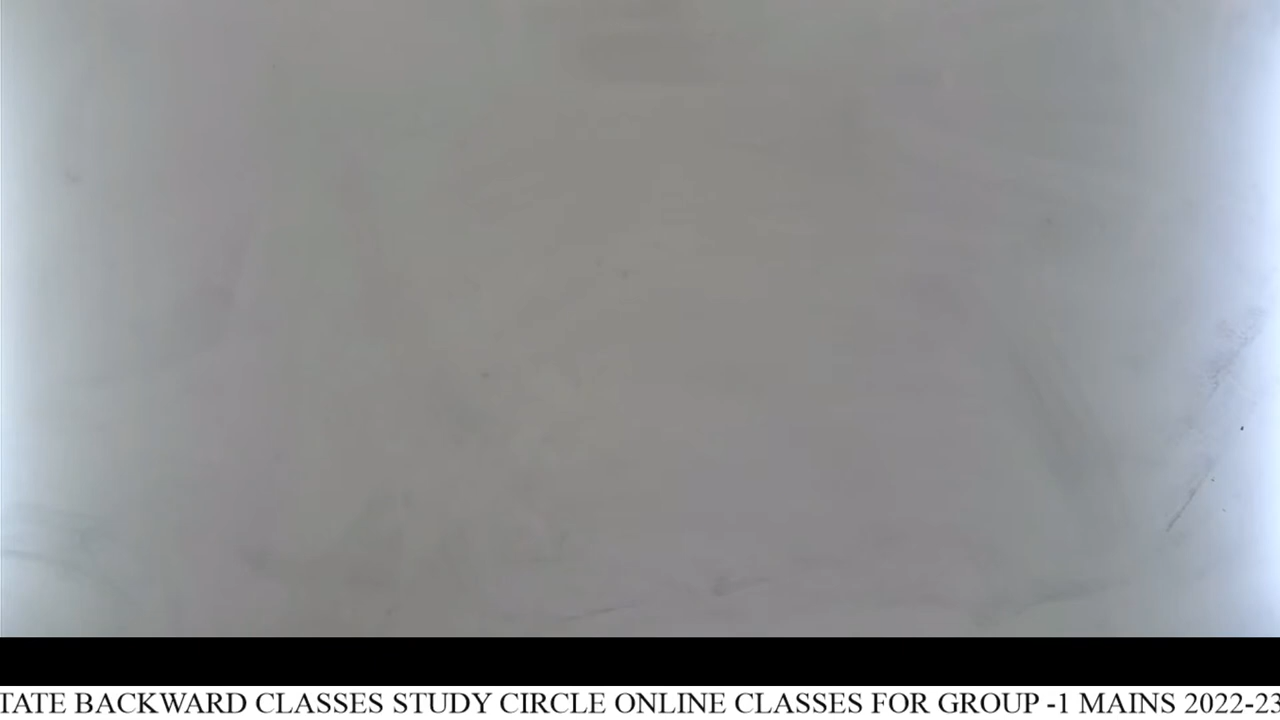 TATE BACKWARD CLASSES STUDY CIRCLE ONLINE CLASSES FOR GROUP -1 MAINS 2022-23